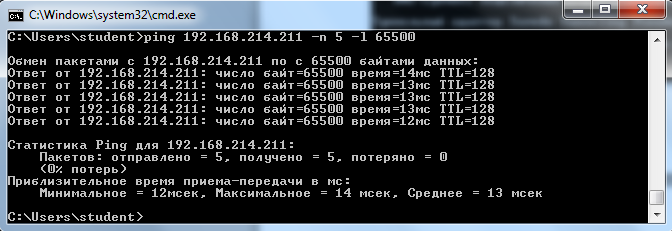 C:\Windows\system32\cmd.exe
C:\Users\student>ping 192.168.214.211 -n 5 -l 65500
Обмен пакетами с 192.168.214.211 по с 65500 байтами данных:
Ответ от 192.168.214.211: число байт=65500 время=14мс TTL=128
Ответ от 192.168.214.211: число байт=65500 время=13мс TTL=128
Ответ от 192.168.214.211: число байт=65500 время=13мс TTL=128
Ответ от 192.168.214.211: число байт=65500 время=13мс TTL=128
Ответ от 192.168.214.211: число байт=65500 время=12мс TTL=128
Статистика Ping для 192.168.214.211:
Пакетов: отправлено = 5, получено = 5, потеряно = 0
(0% потерь)
Приблизительное время приема-передачи в мс:
Минимальное = 12мсек, Максимальное = 14 мсек, Среднее = 13 мсек
C:\Users\student>